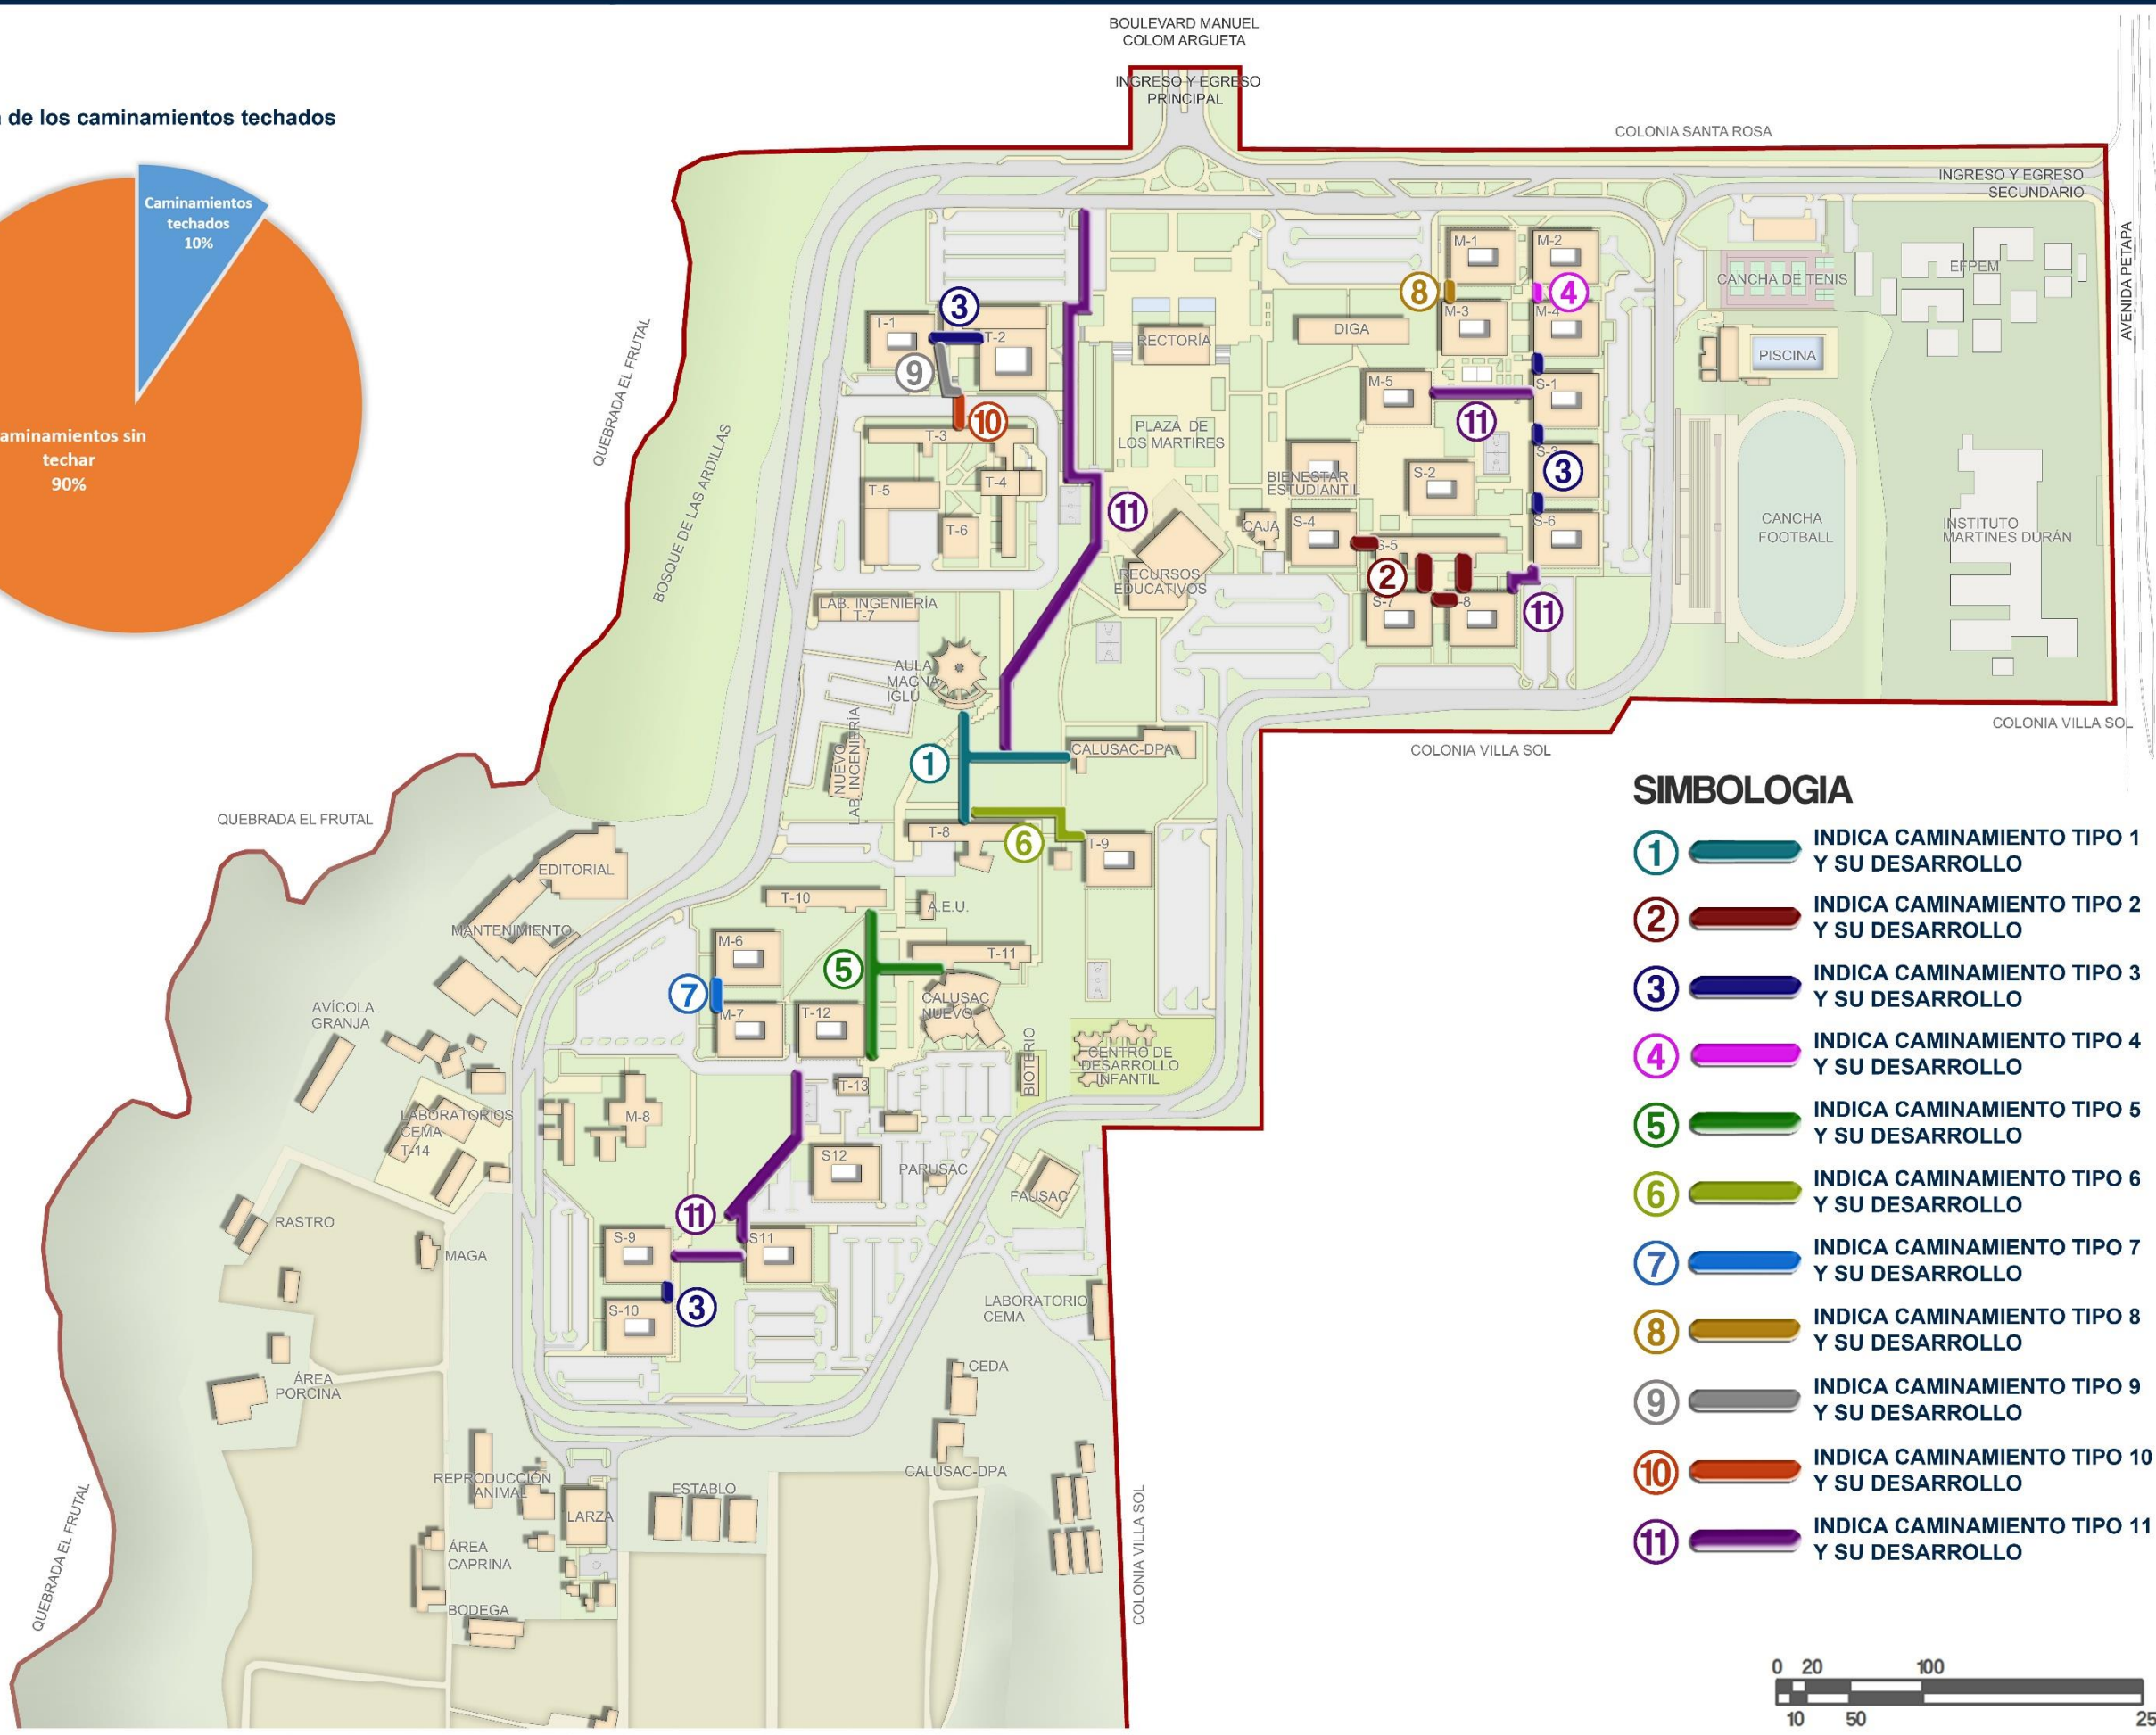 BOULEVARD MANUEL
COLOM ARGUETA
INGRESO Y EGRESO
PRINCIPAL
de los caminamientos techados
Caminamientos
techados
10%
aminamientos sin
techar
90%
COLONIA SANTA ROSA
INGRESO Y EGRESO
SECUNDARIO
AVENIDA PETAPA
QUEBRADA EL FRUTAL
BOSQUE DE LAS ARDILLAS
M-1
M-2
8
4
M-3
M-4
CANCHA DE TENIS
EFPEM
3
T-1
T-2
9
10
RECTORÍA
DIGA
PISCINA
M-5
S-1
11
T-3
T-4
T-5
T-6
PLAZA DE
LOS MARTIRES
11
BIENESTAR
ESTUDIANTIL
S-2
3
CAJA
S-4
S-5
S-6
2
S-7
-8
11
CANCHA
FOOTBALL
INSTITUTO
MARTINES DURÁN
RECURSOS
EDUCATIVOS
LAB. INGENIERÍA
T-7
AULA
MAGNA
IGLÚ
NUEVO
LAB. INGENIERÍA
1
CALUSAC-DPA
COLONIA VILLA SOL
COLONIA VILLA SOL
T-8
6
T-9
QUEBRADA EL FRUTAL
EDITORIAL
MANTENIMIENTO
T-10
A.E.U.
M-6
5
T-11
7
M-7
T-12
CALUSAC
NUEVO
AVÍCOLA
GRANJA
BIOTERIO
CENTRO DE
DESARROLLO
INFANTIL
T-13
LABORATORIOS
CEMA
T-14
M-8
S12
PARUSAC
FAUSAC
RASTRO
MAGA
11
S-9
S11
S-10
3
LABORATORIO
CEMA
ÁREA
PORCINA
CEDA
CALUSAC-DPA
REPRODUCCIÓN
ANIMAL
LARZA
ESTABLO
ÁREA
CAPRINA
BODEGA
QUEBRADA EL FRUTAL
COLONIA VILLA SOL
SIMBOLOGIA
1 INDICA CAMINAMIENTO TIPO 1
Y SU DESARROLLO
2 INDICA CAMINAMIENTO TIPO 2
Y SU DESARROLLO
3 INDICA CAMINAMIENTO TIPO 3
Y SU DESARROLLO
4 INDICA CAMINAMIENTO TIPO 4
Y SU DESARROLLO
5 INDICA CAMINAMIENTO TIPO 5
Y SU DESARROLLO
6 INDICA CAMINAMIENTO TIPO 6
Y SU DESARROLLO
7 INDICA CAMINAMIENTO TIPO 7
Y SU DESARROLLO
8 INDICA CAMINAMIENTO TIPO 8
Y SU DESARROLLO
9 INDICA CAMINAMIENTO TIPO 9
Y SU DESARROLLO
10 INDICA CAMINAMIENTO TIPO 10
Y SU DESARROLLO
11 INDICA CAMINAMIENTO TIPO 11
Y SU DESARROLLO
0 20 100
10 50 25